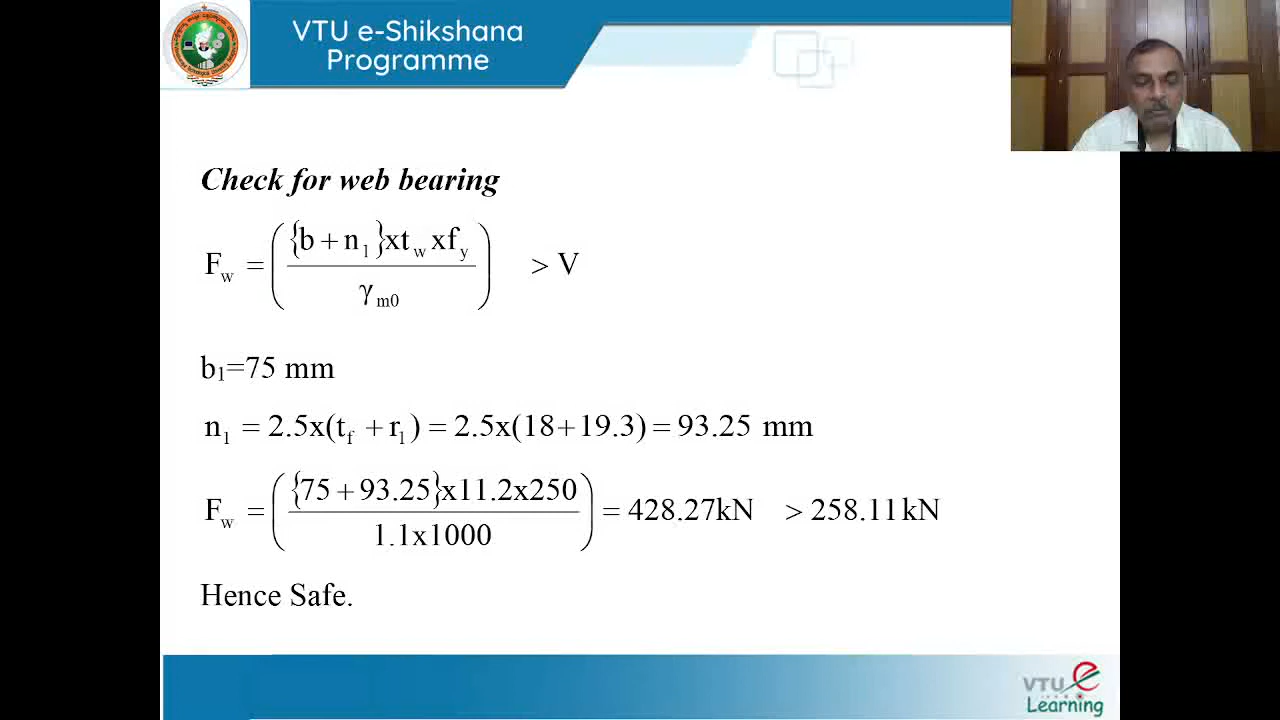 VTU e-Shikshana
Programme
Check for web bearing
F_w = ({b + n_1}xt_w xf_y / γ_m0) > V
b_1=75 mm
n_1 = 2.5x(t_f + r_1) = 2.5x(18+19.3) = 93.25 mm
F_w = ({75 + 93.25}x11.2x250 / 1.1x1000) = 428.27kN > 258.11kN
Hence Safe.
VTU e
Learning